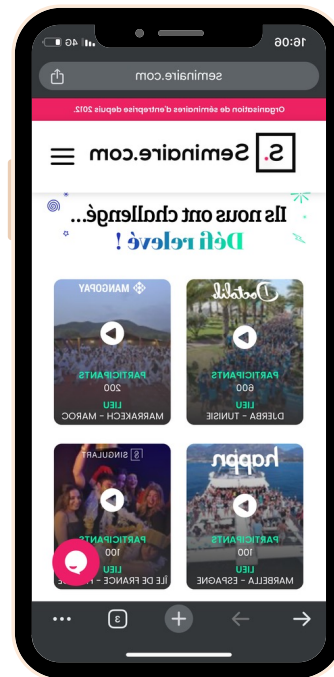 16:06 4G
seminaire.com
Organisation de séminaires d'entreprise depuis 2012.
S. Seminaire.com
Ils nous ont challengé...
Défi relevé !
Doctolib
PARTICIPANTS
600
LIEU
DJERBA - TUNISIE
MANGOPAY
PARTICIPANTS
200
LIEU
MARRAKECH - MAROC
happn
PARTICIPANTS
100
LIEU
MARBELLA - ESPAGNE
SINGULART
PARTICIPANTS
100
LIEU
ÎLE DE FRANCE -
3